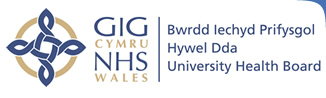 GIG
CYMRU
NHS
WALES
Bwrdd Iechyd Prifysgol
Hywel Dda
University Health Board